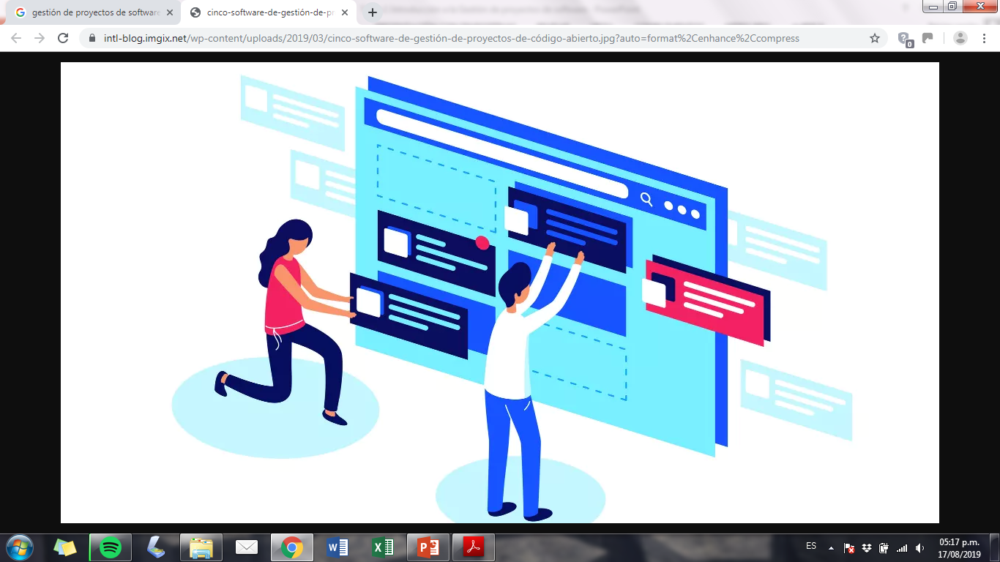 gestión de proyectos de software
cinco-software-de-gestión-de-pr
intl-blog.imgix.net/wp-content/uploads/2019/03/cinco-software-de-gestión-de-proyectos-de-código-abierto.jpg?auto=format%2Cenhance%2Ccompress
0
ES
05:17 p.m.
17/08/2019